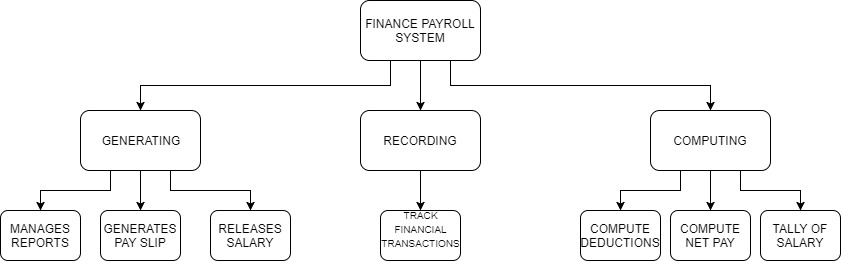 FINANCE PAYROLL
SYSTEM
GENERATING
RECORDING
COMPUTING
MANAGES
REPORTS
GENERATES
PAY SLIP
RELEASES
SALARY
TRACK
FINANCIAL
TRANSACTIONS
COMPUTE
DEDUCTIONS
COMPUTE
NET PAY
TALLY OF
SALARY